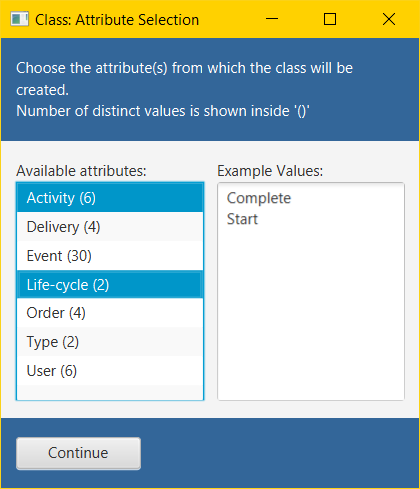 Class: Attribute Selection
Choose the attribute(s) from which the class will be
created.
Number of distinct values is shown inside '()'
Available attributes:
Activity (6)
Delivery (4)
Event (30)
Life-cycle (2)
Order (4)
Type (2)
User (6)
Example Values:
Complete
Start
Continue